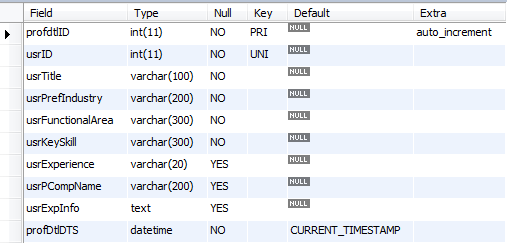 Field Type Null Key Default Extra
profdtlID int(11) NO PRI NULL auto_increment
usrID int(11) NO UNI NULL
usrTitle varchar(100) NO NULL
usrPrefIndustry varchar(200) NO NULL
usrFunctionalArea varchar(300) NO NULL
usrKeySkill varchar(300) NO NULL
usrExperience varchar(20) YES NULL
usrPCompName varchar(200) YES NULL
usrExpInfo text YES NULL
profDtlDTS datetime NO CURRENT_TIMESTAMP